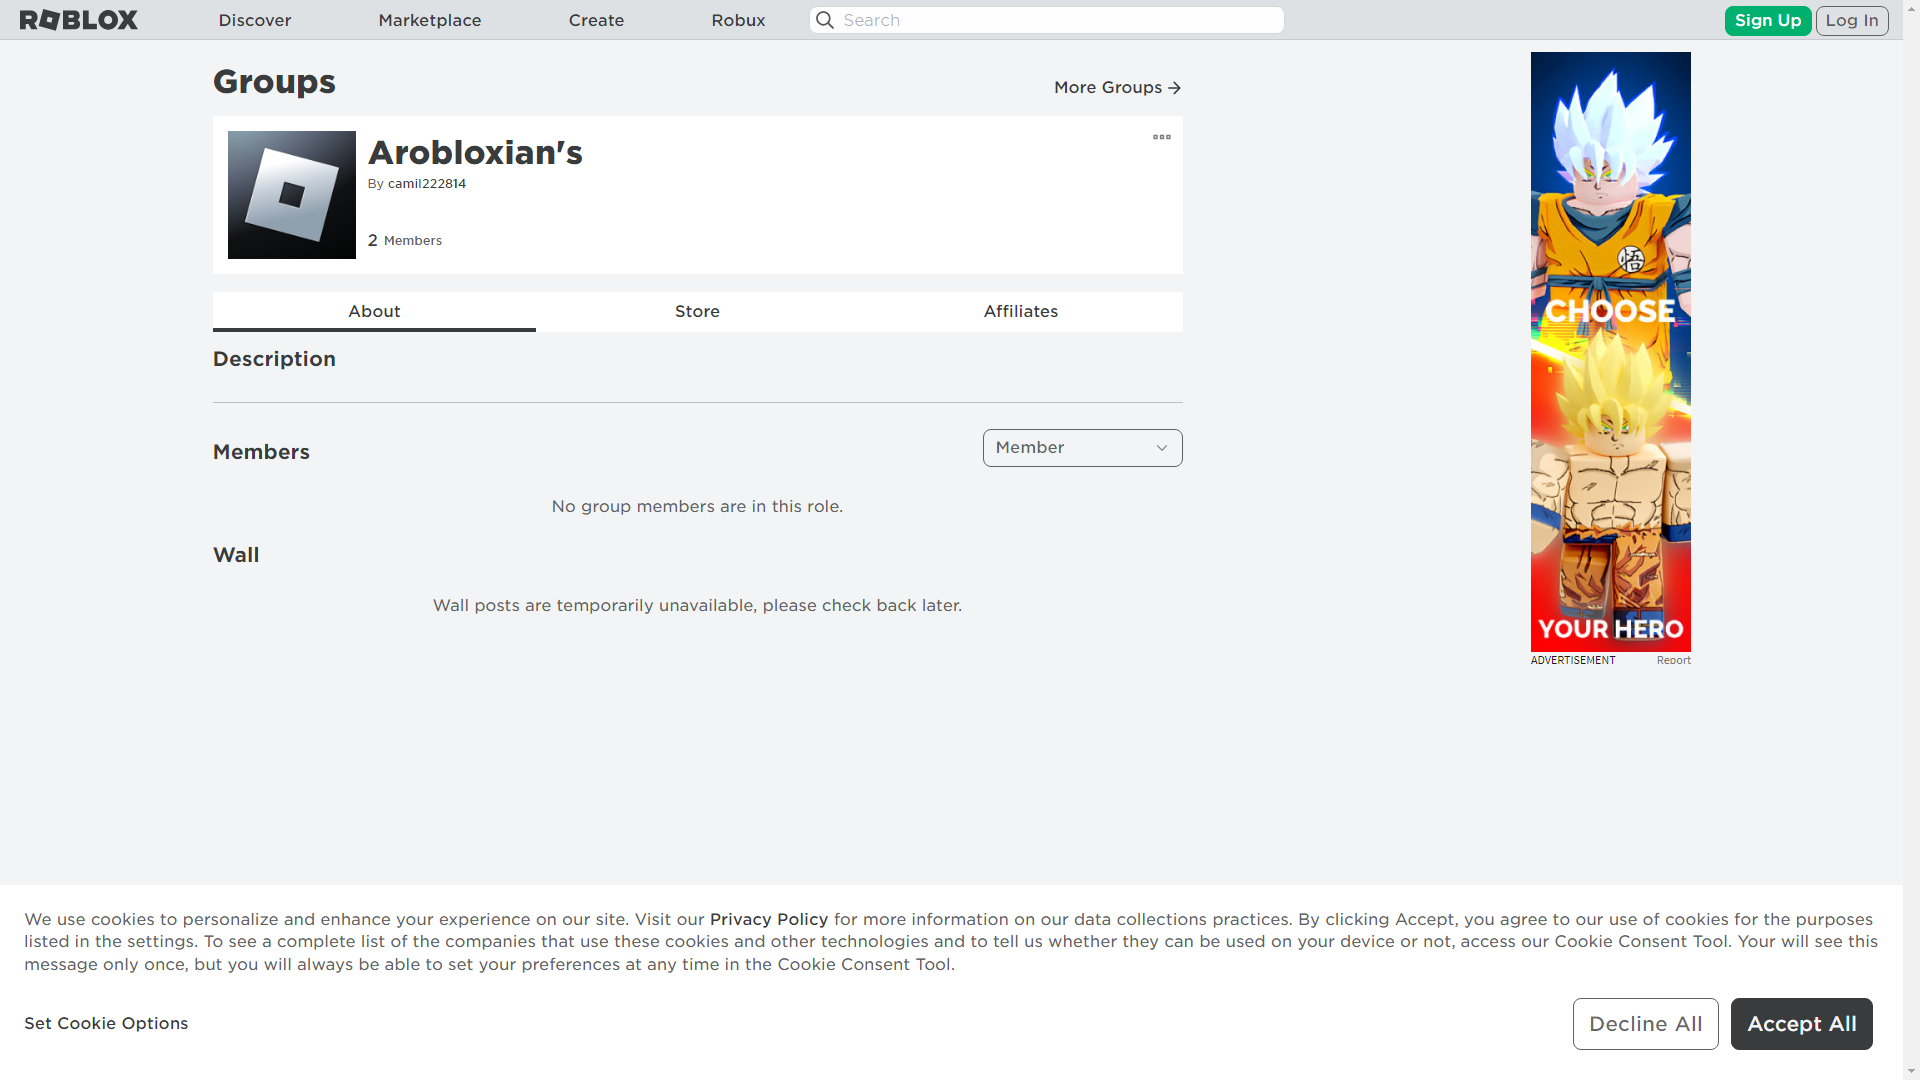 ROBLOX
Discover
Marketplace
Create
Robux
Search
Sign Up
Log In
Groups
More Groups
Arobloxian's
By camil222814
2 Members
About
Store
Affiliates
Description
Members
Member
No group members are in this role.
Wall
Wall posts are temporarily unavailable, please check back later.
悟
CHOOSE
YOUR HERO
ADVERTISEMENT
Report
We use cookies to personalize and enhance your experience on our site. Visit our Privacy Policy for more information on our data collections practices. By clicking Accept, you agree to our use of cookies for the purposes
listed in the settings. To see a complete list of the companies that use these cookies and other technologies and to tell us whether they can be used on your device or not, access our Cookie Consent Tool. Your will see this
message only once, but you will always be able to set your preferences at any time in the Cookie Consent Tool.
Set Cookie Options
Decline All
Accept All